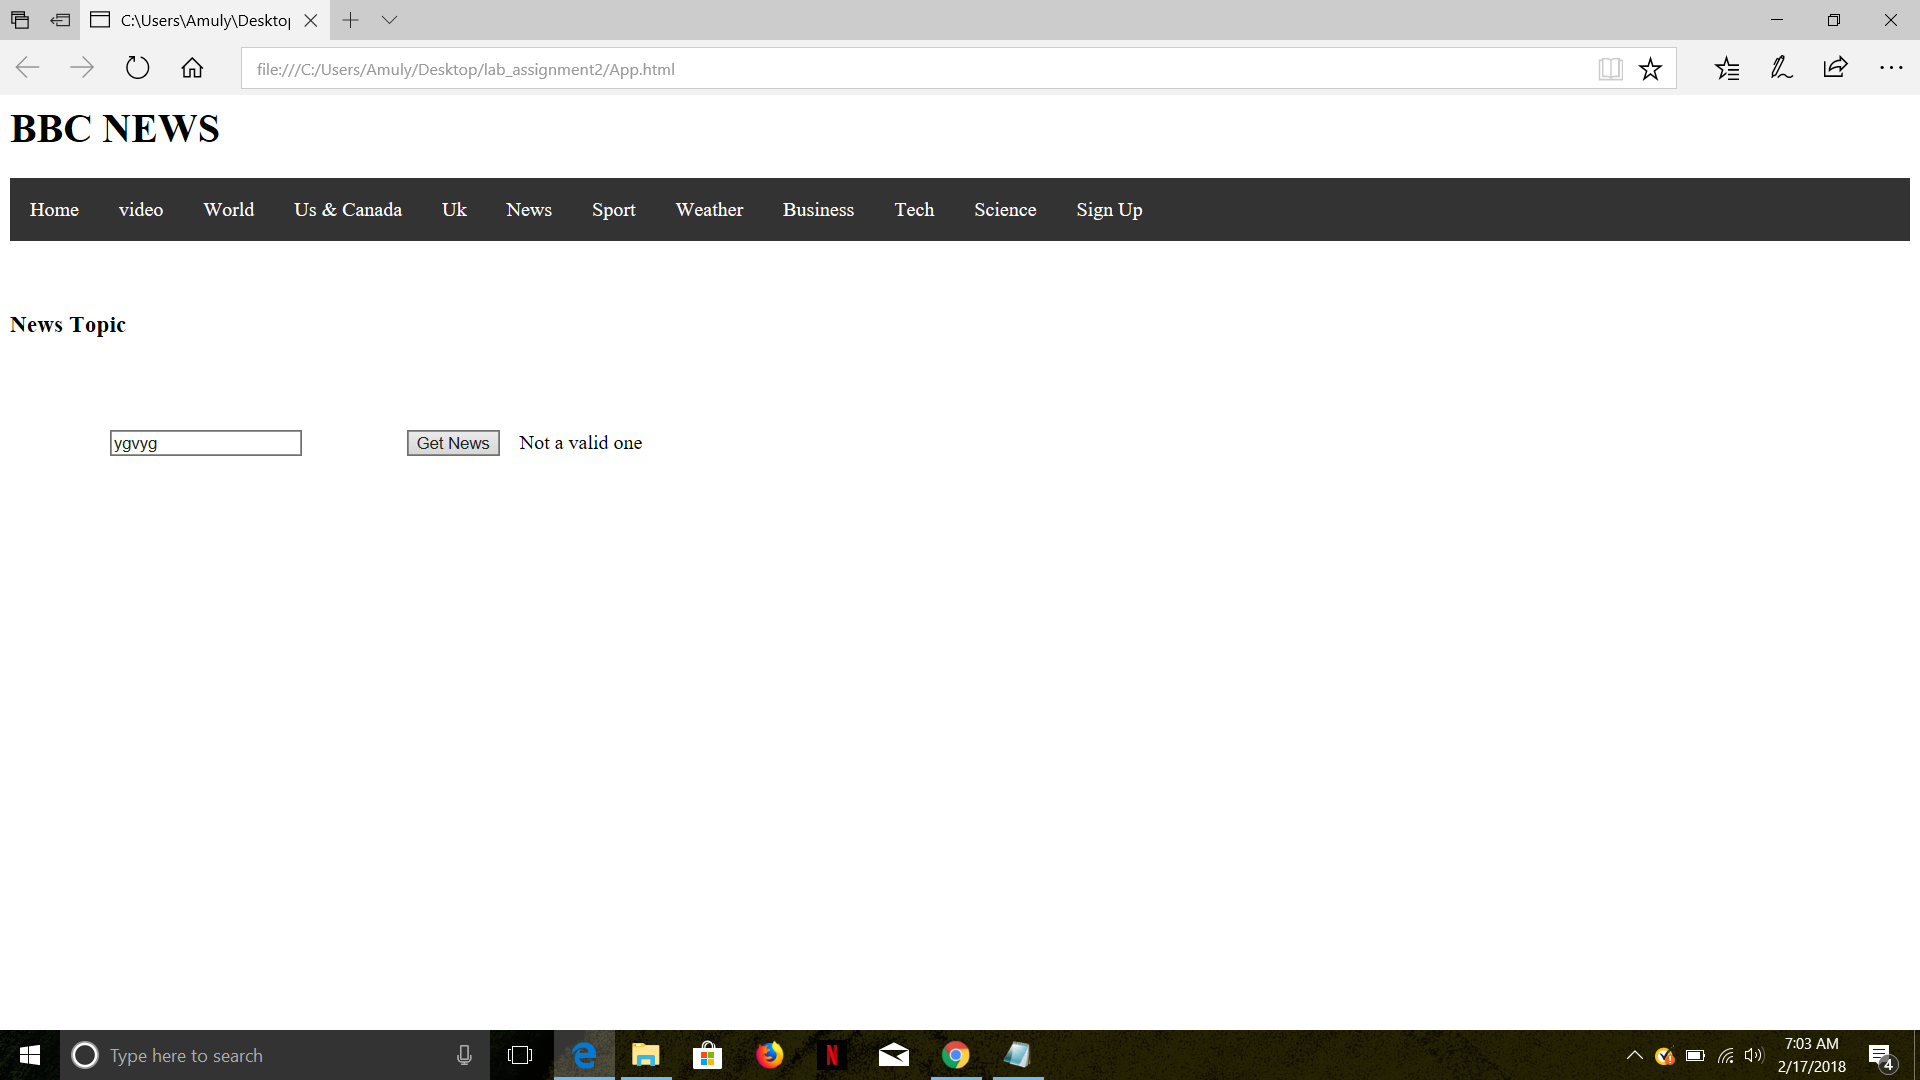 C:\Users\Amuly\Desktop
file:///C:/Users/Amuly/Desktop/lab_assignment2/App.html
BBC NEWS
Home video World Us & Canada Uk News Sport Weather Business Tech Science Sign Up
News Topic
ygvyg Get News Not a valid one
Type here to search
7:03 AM
2/17/2018
4